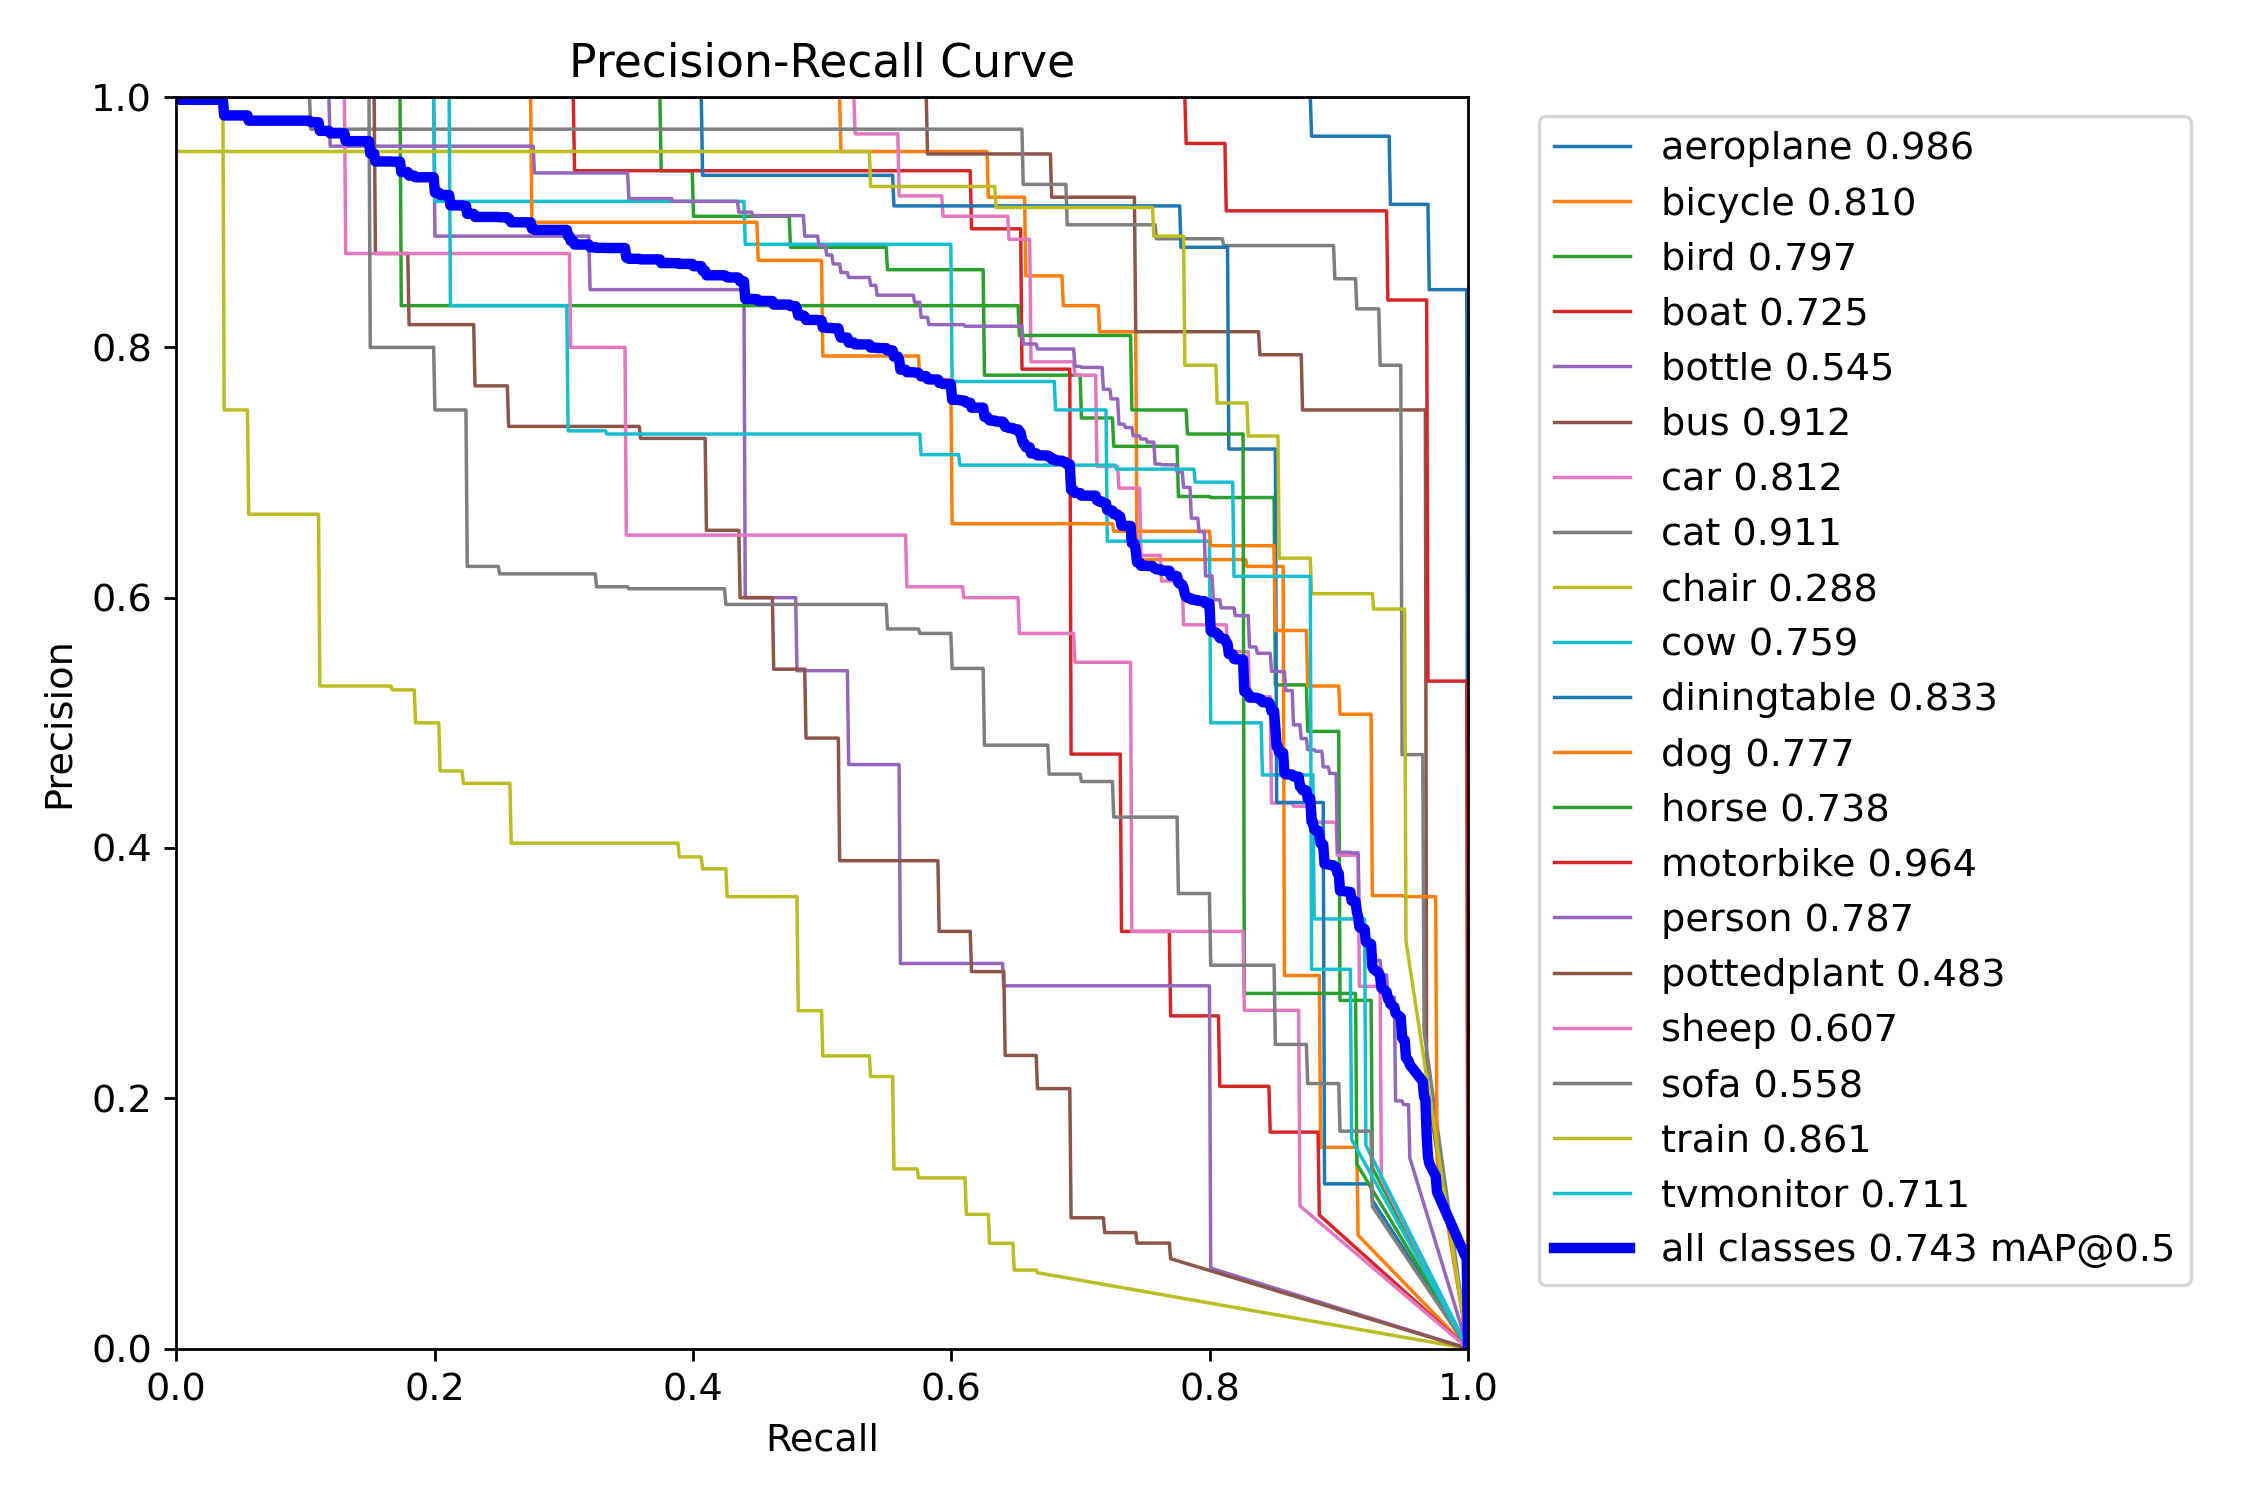 Precision-Recall Curve
1.0
0.8
0.6
0.4
0.2
0.0
Precision
0.0 0.2 0.4 0.6 0.8 1.0
Recall
aeroplane 0.986
bicycle 0.810
bird 0.797
boat 0.725
bottle 0.545
bus 0.912
car 0.812
cat 0.911
chair 0.288
cow 0.759
diningtable 0.833
dog 0.777
horse 0.738
motorbike 0.964
person 0.787
pottedplant 0.483
sheep 0.607
sofa 0.558
train 0.861
tvmonitor 0.711
all classes 0.743 mAP@0.5